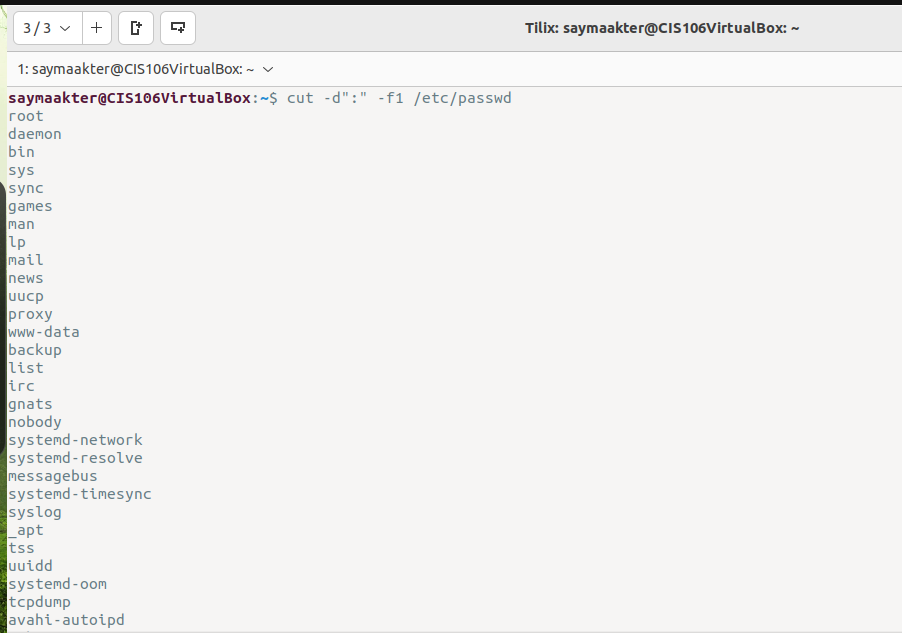 3 / 3
Tilix: saymaakter@CIS106VirtualBox: ~
1: saymaakter@CIS106VirtualBox: ~
saymaakter@CIS106VirtualBox:~$ cut -d":" -f1 /etc/passwd
root
daemon
bin
sys
sync
games
man
lp
mail
news
uucp
proxy
www-data
backup
list
irc
gnats
nobody
systemd-network
systemd-resolve
messagebus
systemd-timesync
syslog
_apt
tss
uuidd
systemd-oom
tcpdump
avahi-autoipd